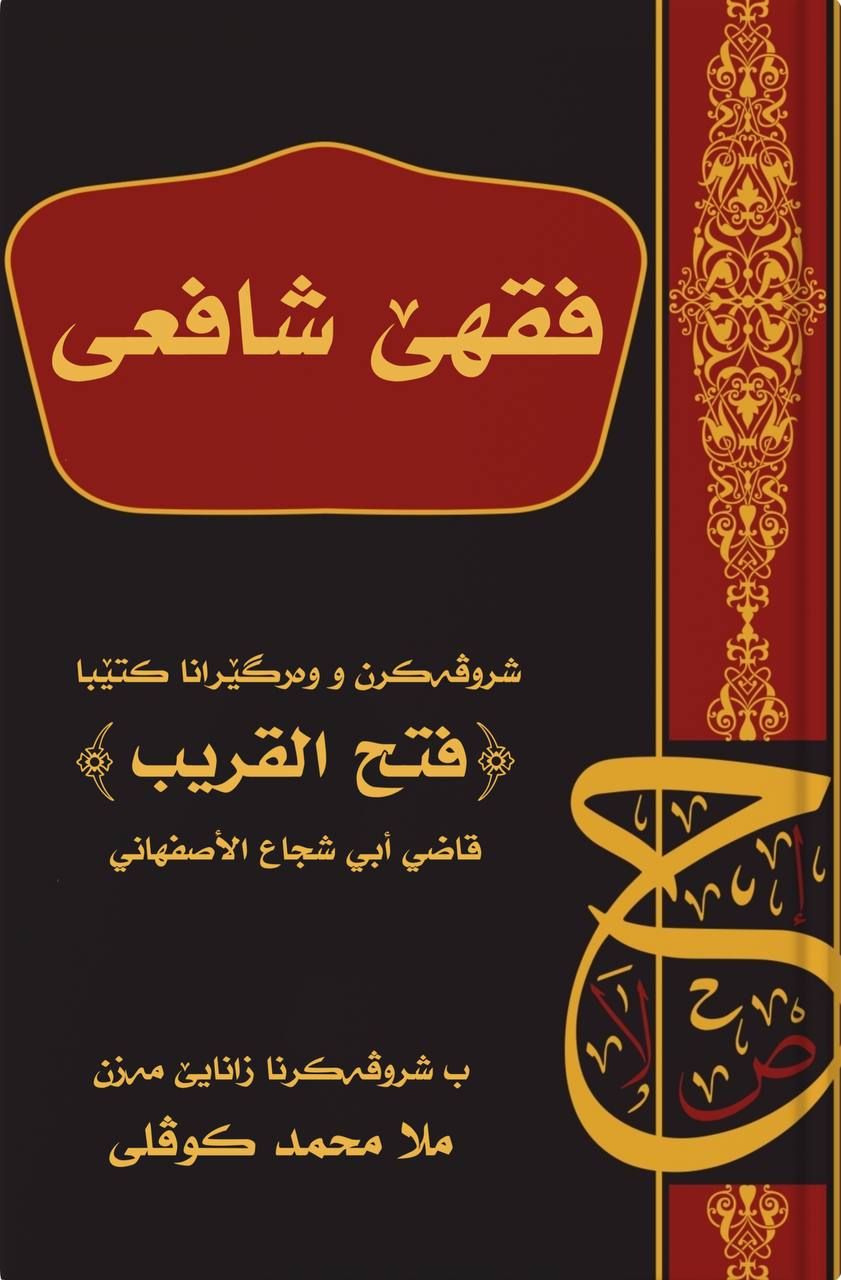 فقهێ شافعی
شروڤەکرن و وەرگێرانا کتێبا
﴿فتح القريب﴾
قاضي أبي شجاع الأصفهاني
ب شروڤەکرنا زانایێ مەزن
ملا محمد کوڤلی